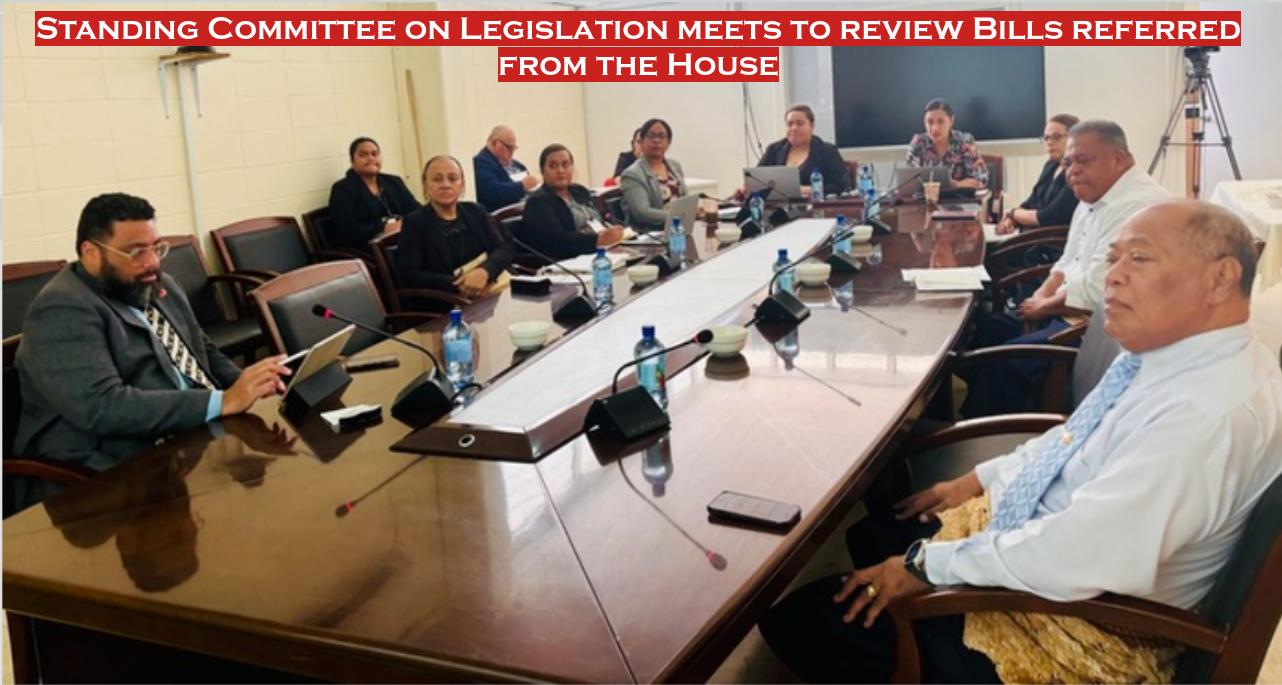 Standing Committee on Legislation meets to review Bills referred
from the House